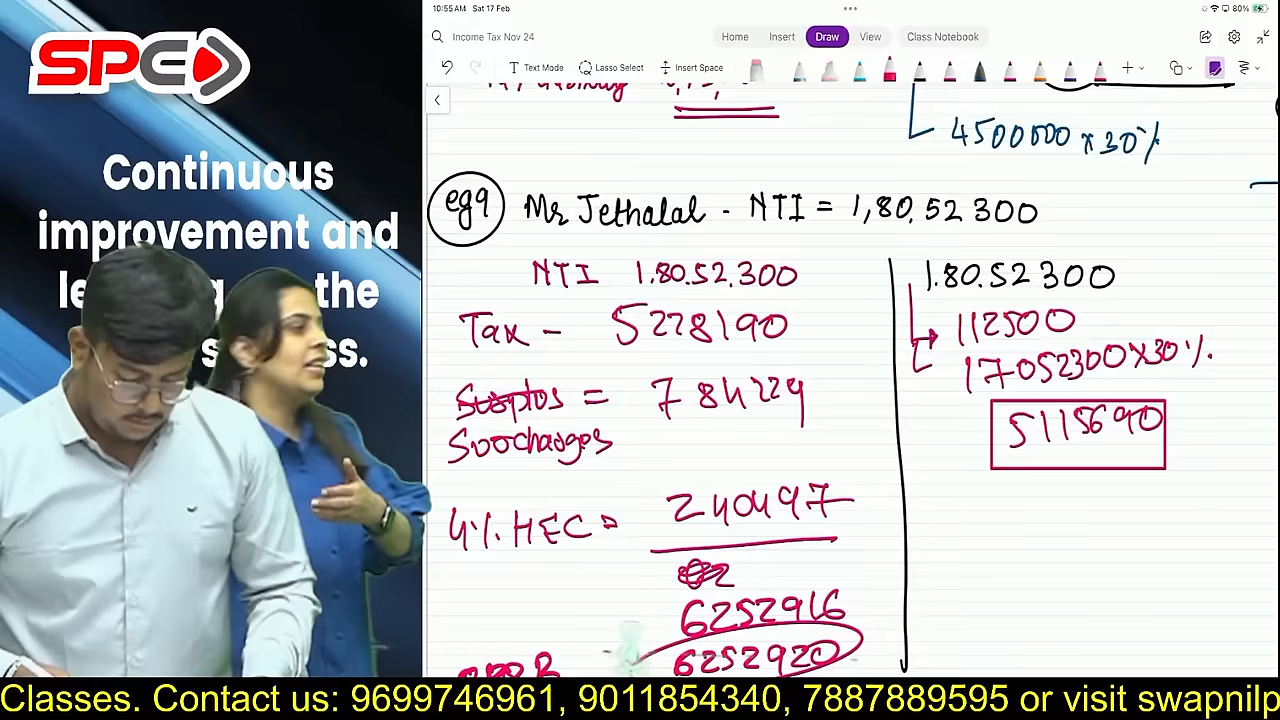 10:55 AM Sat 17 Feb
80%
Income Tax Nov 24
Home Insert Draw View Class Notebook
Text Mode Lasso Select Insert Space
SPC
Continuous
improvement and
the
ss.
4500000 x 30%
eg 9 Mr Jethalal - NTI = 1,80,52 300
NTI 1.80.52.300
Tax - 5228190
= 784229
Surcharges
4% HEC = 240497
6252916
6252920
1.80.52 300
112500
17052300 x 30%
5115690
Classes. Contact us: 9699746961, 9011854340, 7887889595 or visit swapnilp